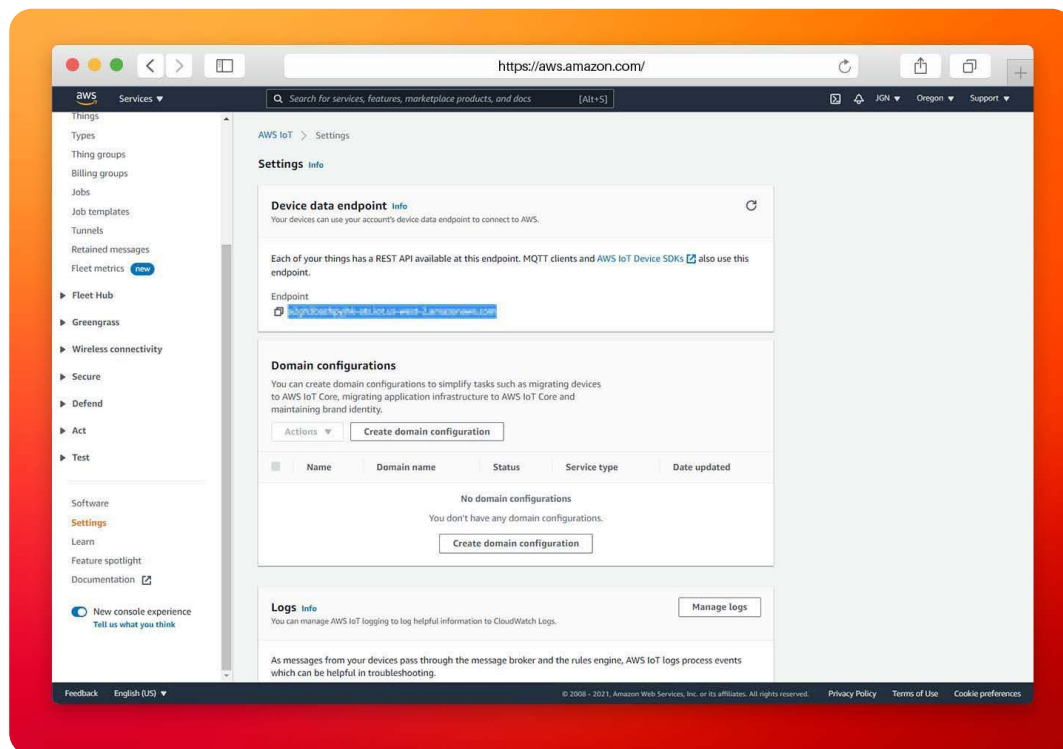 https://aws.amazon.com/
aws
Services
Search for services, features, marketplace products, and docs
[Alt+S]
JGN
Oregon
Support
Things
Types
Thing groups
Billing groups
Jobs
Job templates
Tunnels
Retained messages
Fleet metrics new
Fleet Hub
Greengrass
Wireless connectivity
Secure
Defend
Act
Test
Software
Settings
Learn
Feature spotlight
Documentation
New console experience
Tell us what you think
AWS IoT > Settings
Settings Info
Device data endpoint Info
Your devices can use your account's device data endpoint to connect to AWS.
Each of your things has a REST API available at this endpoint. MQTT clients and AWS IoT Device SDKs also use this
endpoint.
Endpoint
Domain configurations
You can create domain configurations to simplify tasks such as migrating devices
to AWS IoT Core, migrating application infrastructure to AWS IoT Core and
maintaining brand identity.
Actions
Create domain configuration
Name
Domain name
Status
Service type
Date updated
No domain configurations
You don't have any domain configurations.
Create domain configuration
Logs Info
Manage logs
You can manage AWS IoT logging to log helpful information to CloudWatch Logs.
As messages from your devices pass through the message broker and the rules engine, AWS IoT logs process events
which can be helpful in troubleshooting.
Feedback
English (US)
© 2008 - 2021, Amazon Web Services, Inc. or its affiliates. All rights reserved.
Privacy Policy
Terms of Use
Cookie preferences